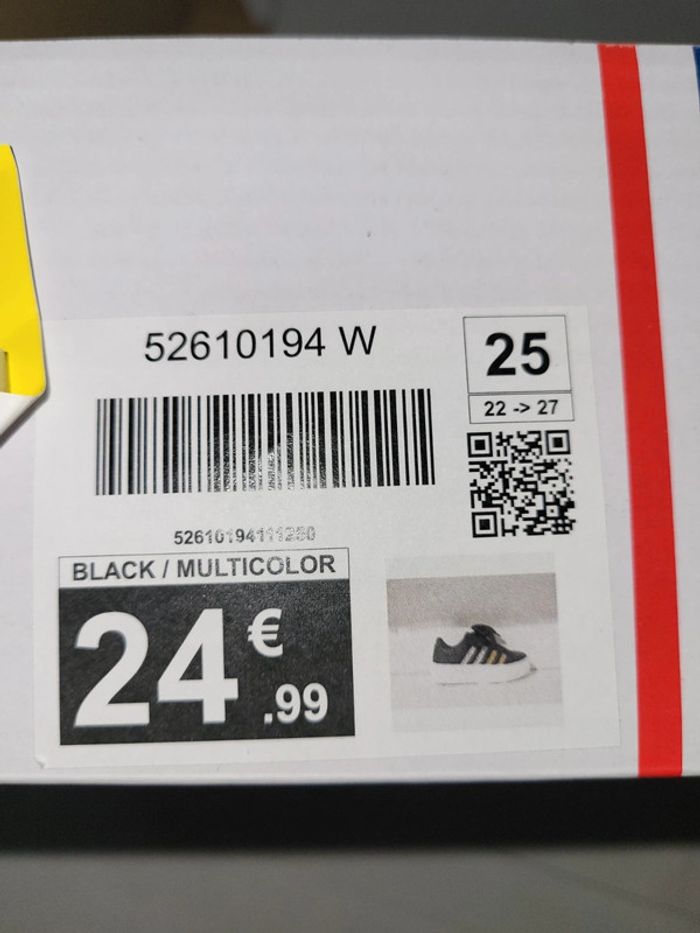 52610194 W
25
22 -> 27
BLACK / MULTICOLOR
24 €
.99